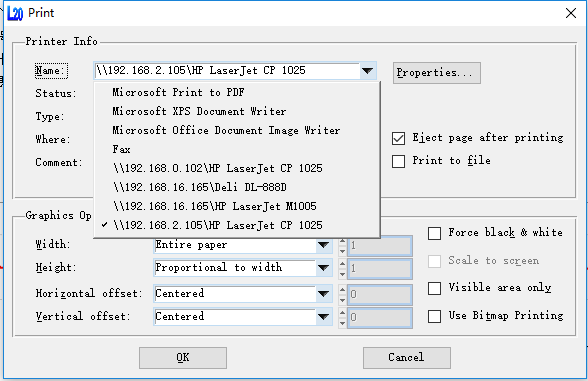 L20 Print
Printer Info
Name: \\192.168.2.105\HP LaserJet CP 1025 Properties...
Status:
Microsoft Print to PDF
Microsoft XPS Document Writer
Type:
Microsoft Office Document Image Writer
Where:
Eject page after printing
Fax
Comment:
Print to file
\\192.168.0.102\HP LaserJet CP 1025
\\192.168.16.165\Deli DL-888D
\\192.168.16.165\HP LaserJet M1005
Graphics Op
\\192.168.2.105\HP LaserJet CP 1025
Force black & white
Width: Entire paper 1
Scale to screen
Height: Proportional to width 1
Visible area only
Horizontal offset: Centered 0
Vertical offset: Centered 0
Use Bitmap Printing
OK Cancel